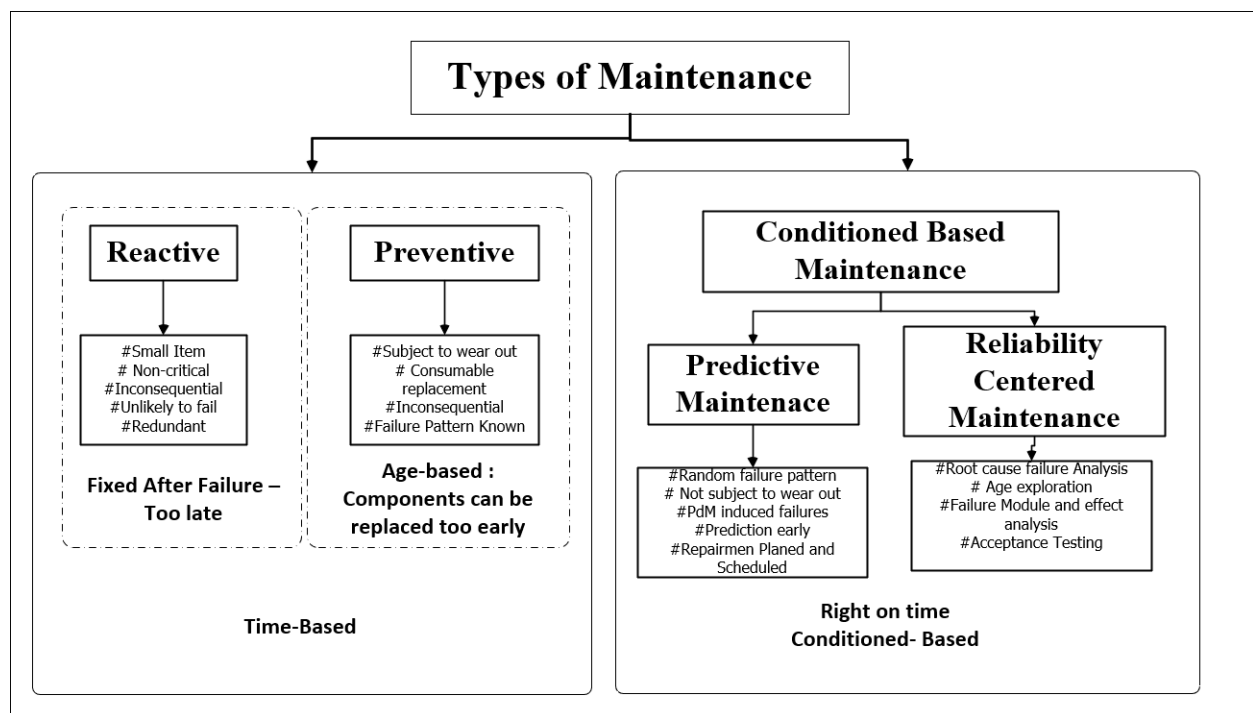 Types of Maintenance
Reactive
#Small Item
# Non-critical
#Inconsequential
#Unlikely to fail
#Redundant
Fixed After Failure –
Too late
Preventive
#Subject to wear out
# Consumable
replacement
#Inconsequential
#Failure Pattern Known
Age-based :
Components can be
replaced too early
Time-Based
Conditioned Based
Maintenance
Predictive
Maintenace
#Random failure pattern
# Not subject to wear out
#PdM induced failures
#Prediction early
#Repairmen Planed and
Scheduled
Reliability
Centered
Maintenance
#Root cause failure Analysis
# Age exploration
#Failure Module and effect
analysis
#Acceptance Testing
Right on time
Conditioned- Based